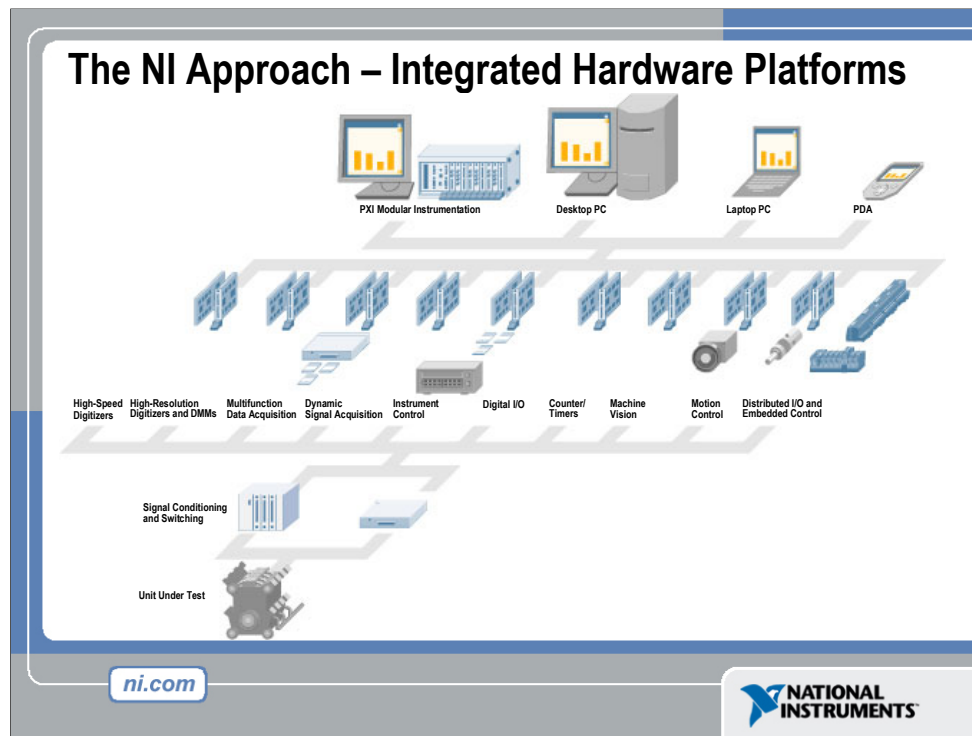 The NI Approach – Integrated Hardware Platforms
PXI Modular Instrumentation
Desktop PC
Laptop PC
PDA
High-Speed
Digitizers
High-Resolution
Digitizers and DMMs
Multifunction
Data Acquisition
Dynamic
Signal Acquisition
Instrument
Control
Digital I/O
Counter/
Timers
Machine
Vision
Motion
Control
Distributed I/O and
Embedded Control
Signal Conditioning
and Switching
Unit Under Test
ni.com
NATIONAL
INSTRUMENTS